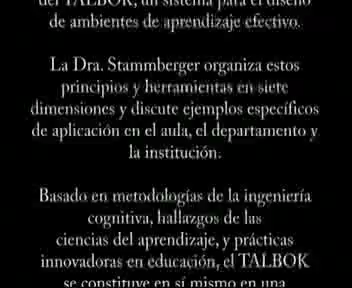 del TALBOK, un sistema para el diseño
de ambientes de aprendizaje efectivo.
La Dra. Stammberger organiza estos
principios y herramientas en siete
dimensiones y discute ejemplos específicos
de aplicación en el aula, el departamento y
la institución.
Basado en metodologías de la ingeniería
cognitiva, hallazgos de las
ciencias del aprendizaje, y prácticas
innovadoras en educación, el TALBOK
se constituye en sí mismo en una